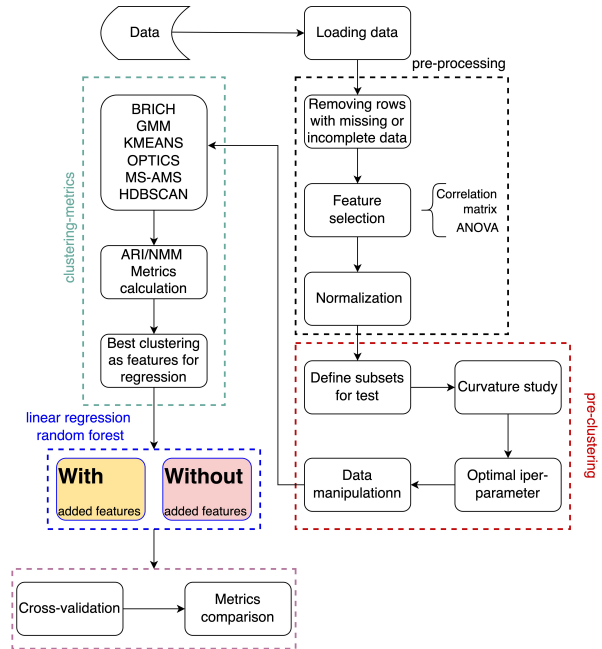 Data
Loading data
pre-processing
Removing rows
with missing or
incomplete data
Feature
selection
Correlation
matrix
ANOVA
Normalization
pre-clustering
Define subsets
for test
Curvature study
Optimal iper-
parameter
Data
manipulationn
clustering-metrics
BRICH
GMM
KMEANS
OPTICS
MS-AMS
HDBSCAN
ARI/NMM
Metrics
calculation
Best clustering
as features for
regression
linear regression
random forest
With
added features
Without
added features
Cross-validation
Metrics
comparison